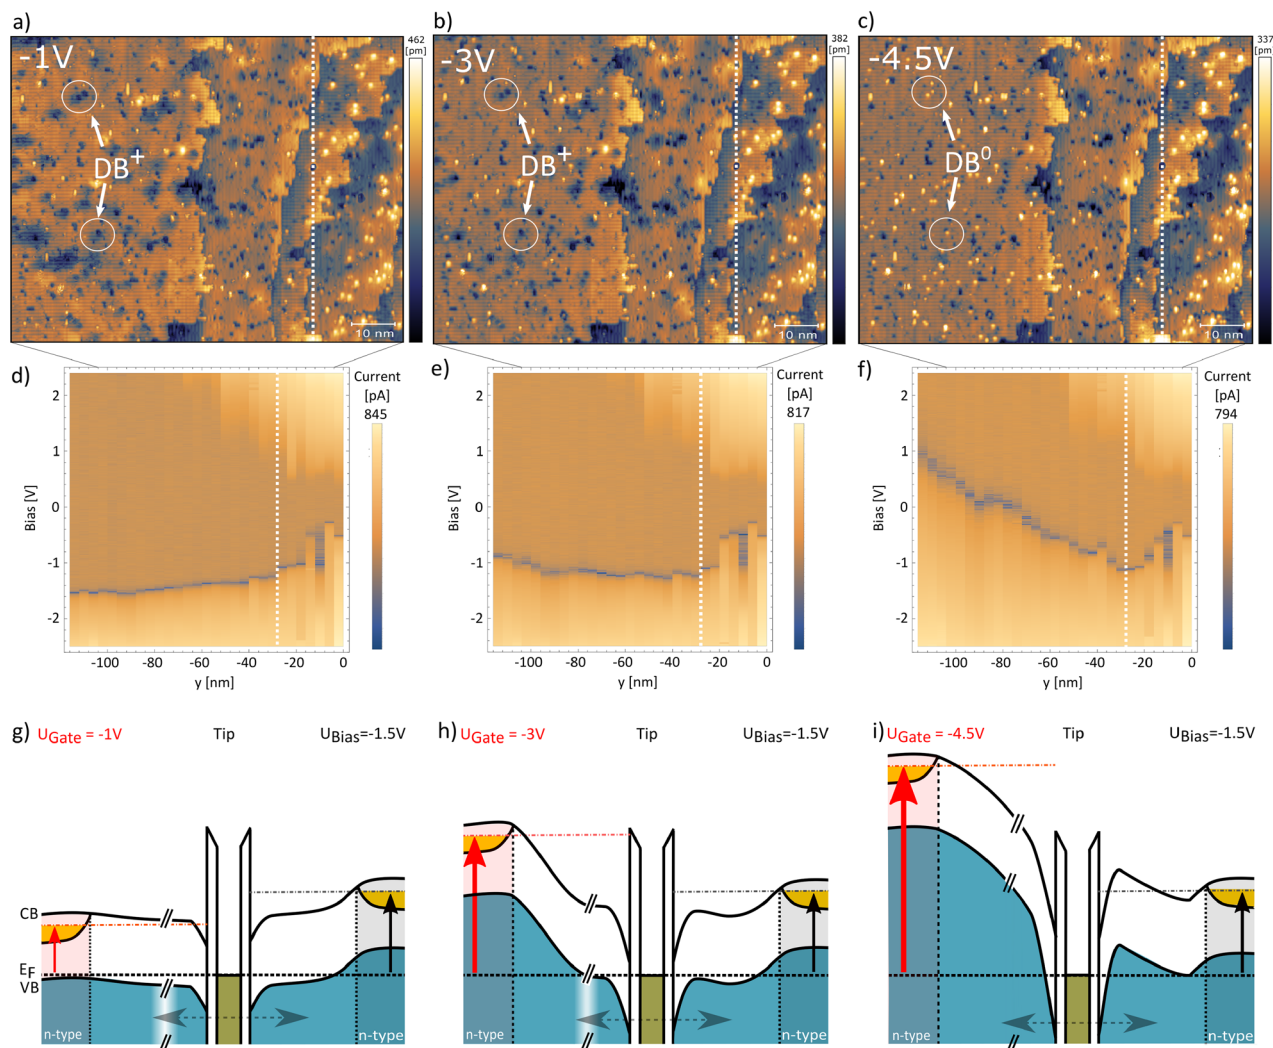 a)
-1V
DB+
10 nm
462
[pm]
b)
-3V
DB+
10 nm
382
[pm]
c)
-4.5V
DB0
10 nm
337
[pm]
d)
Bias [V]
2
1
0
-1
-2
-100
-80
-60
-40
-20
0
y [nm]
Current
[pA]
845
e)
Bias [V]
2
1
0
-1
-2
-100
-80
-60
-40
-20
0
y [nm]
Current
[pA]
817
f)
Bias [V]
2
1
0
-1
-2
-100
-80
-60
-40
-20
0
y [nm]
Current
[pA]
794
g) UGate = -1V Tip UBias=-1.5V
CB
EF
VB
n-type
n-type
h) UGate = -3V Tip UBias=-1.5V
n-type
n-type
i) UGate = -4.5V Tip UBias=-1.5V
n-type
n-type